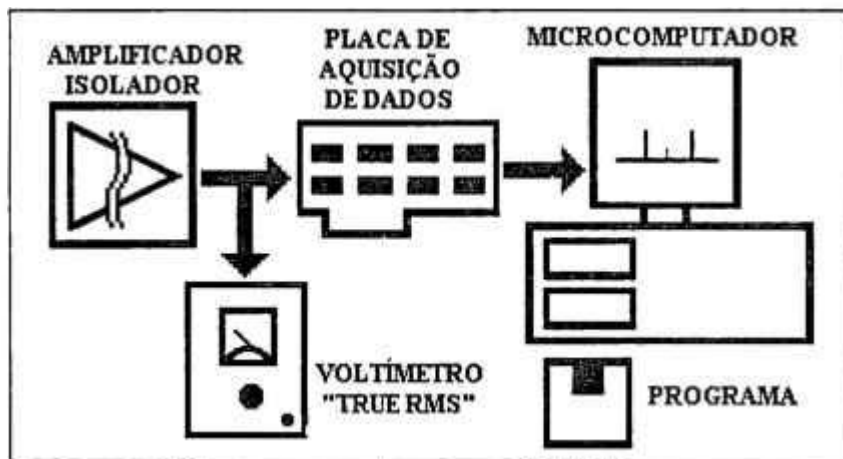 AMPLIFICADOR
ISOLADOR
PLACA DE
AQUISIÇÃO
DE DADOS
MICROCOMPUTADOR
VOLTÍMETRO
"TRUE RMS"
PROGRAMA